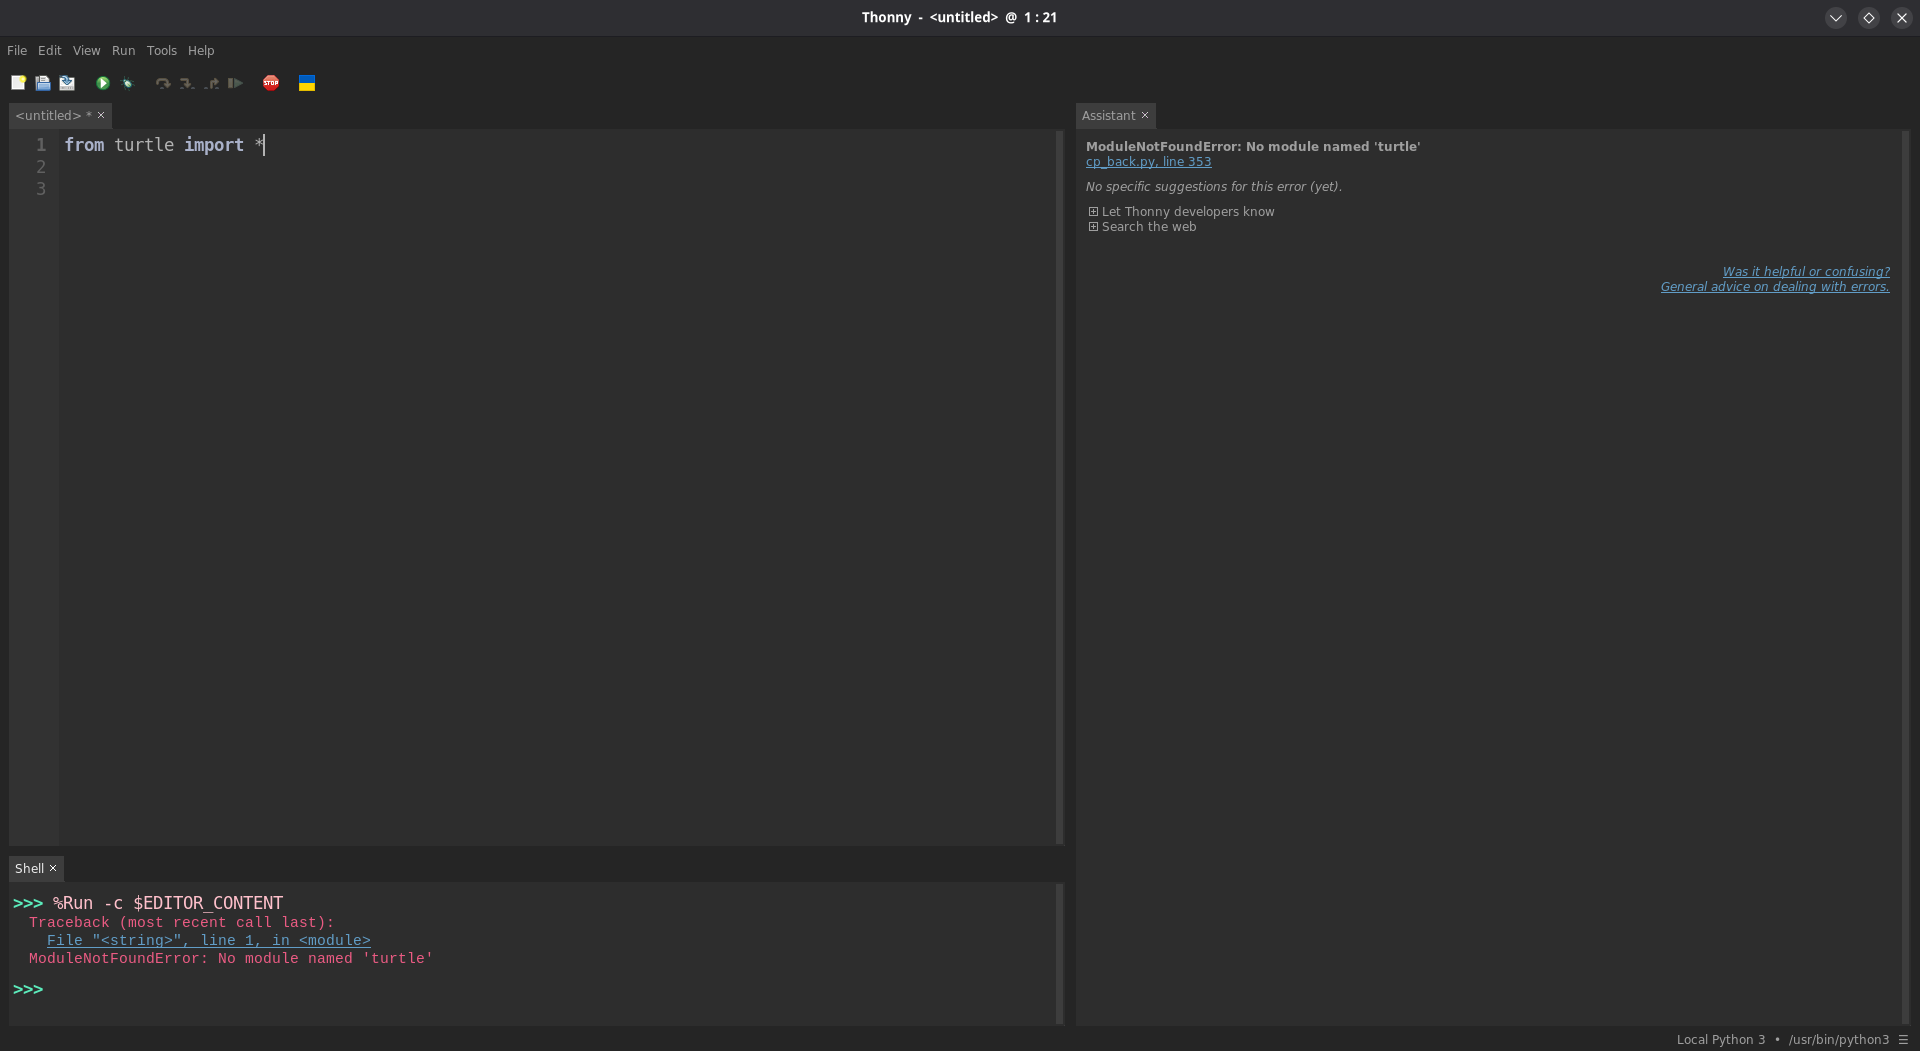 Thonny - <untitled> @ 1 : 21
File Edit View Run Tools Help
STOP
<untitled> * ×
1 from turtle import *
2
3
Assistant ×
ModuleNotFoundError: No module named 'turtle'
cp_back.py, line 353
No specific suggestions for this error (yet).
Let Thonny developers know
Search the web
Was it helpful or confusing?
General advice on dealing with errors.
Shell ×
>>> %Run -c $EDITOR_CONTENT
Traceback (most recent call last):
File "<string>", line 1, in <module>
ModuleNotFoundError: No module named 'turtle'
>>>
Local Python 3 • /usr/bin/python3 ☰